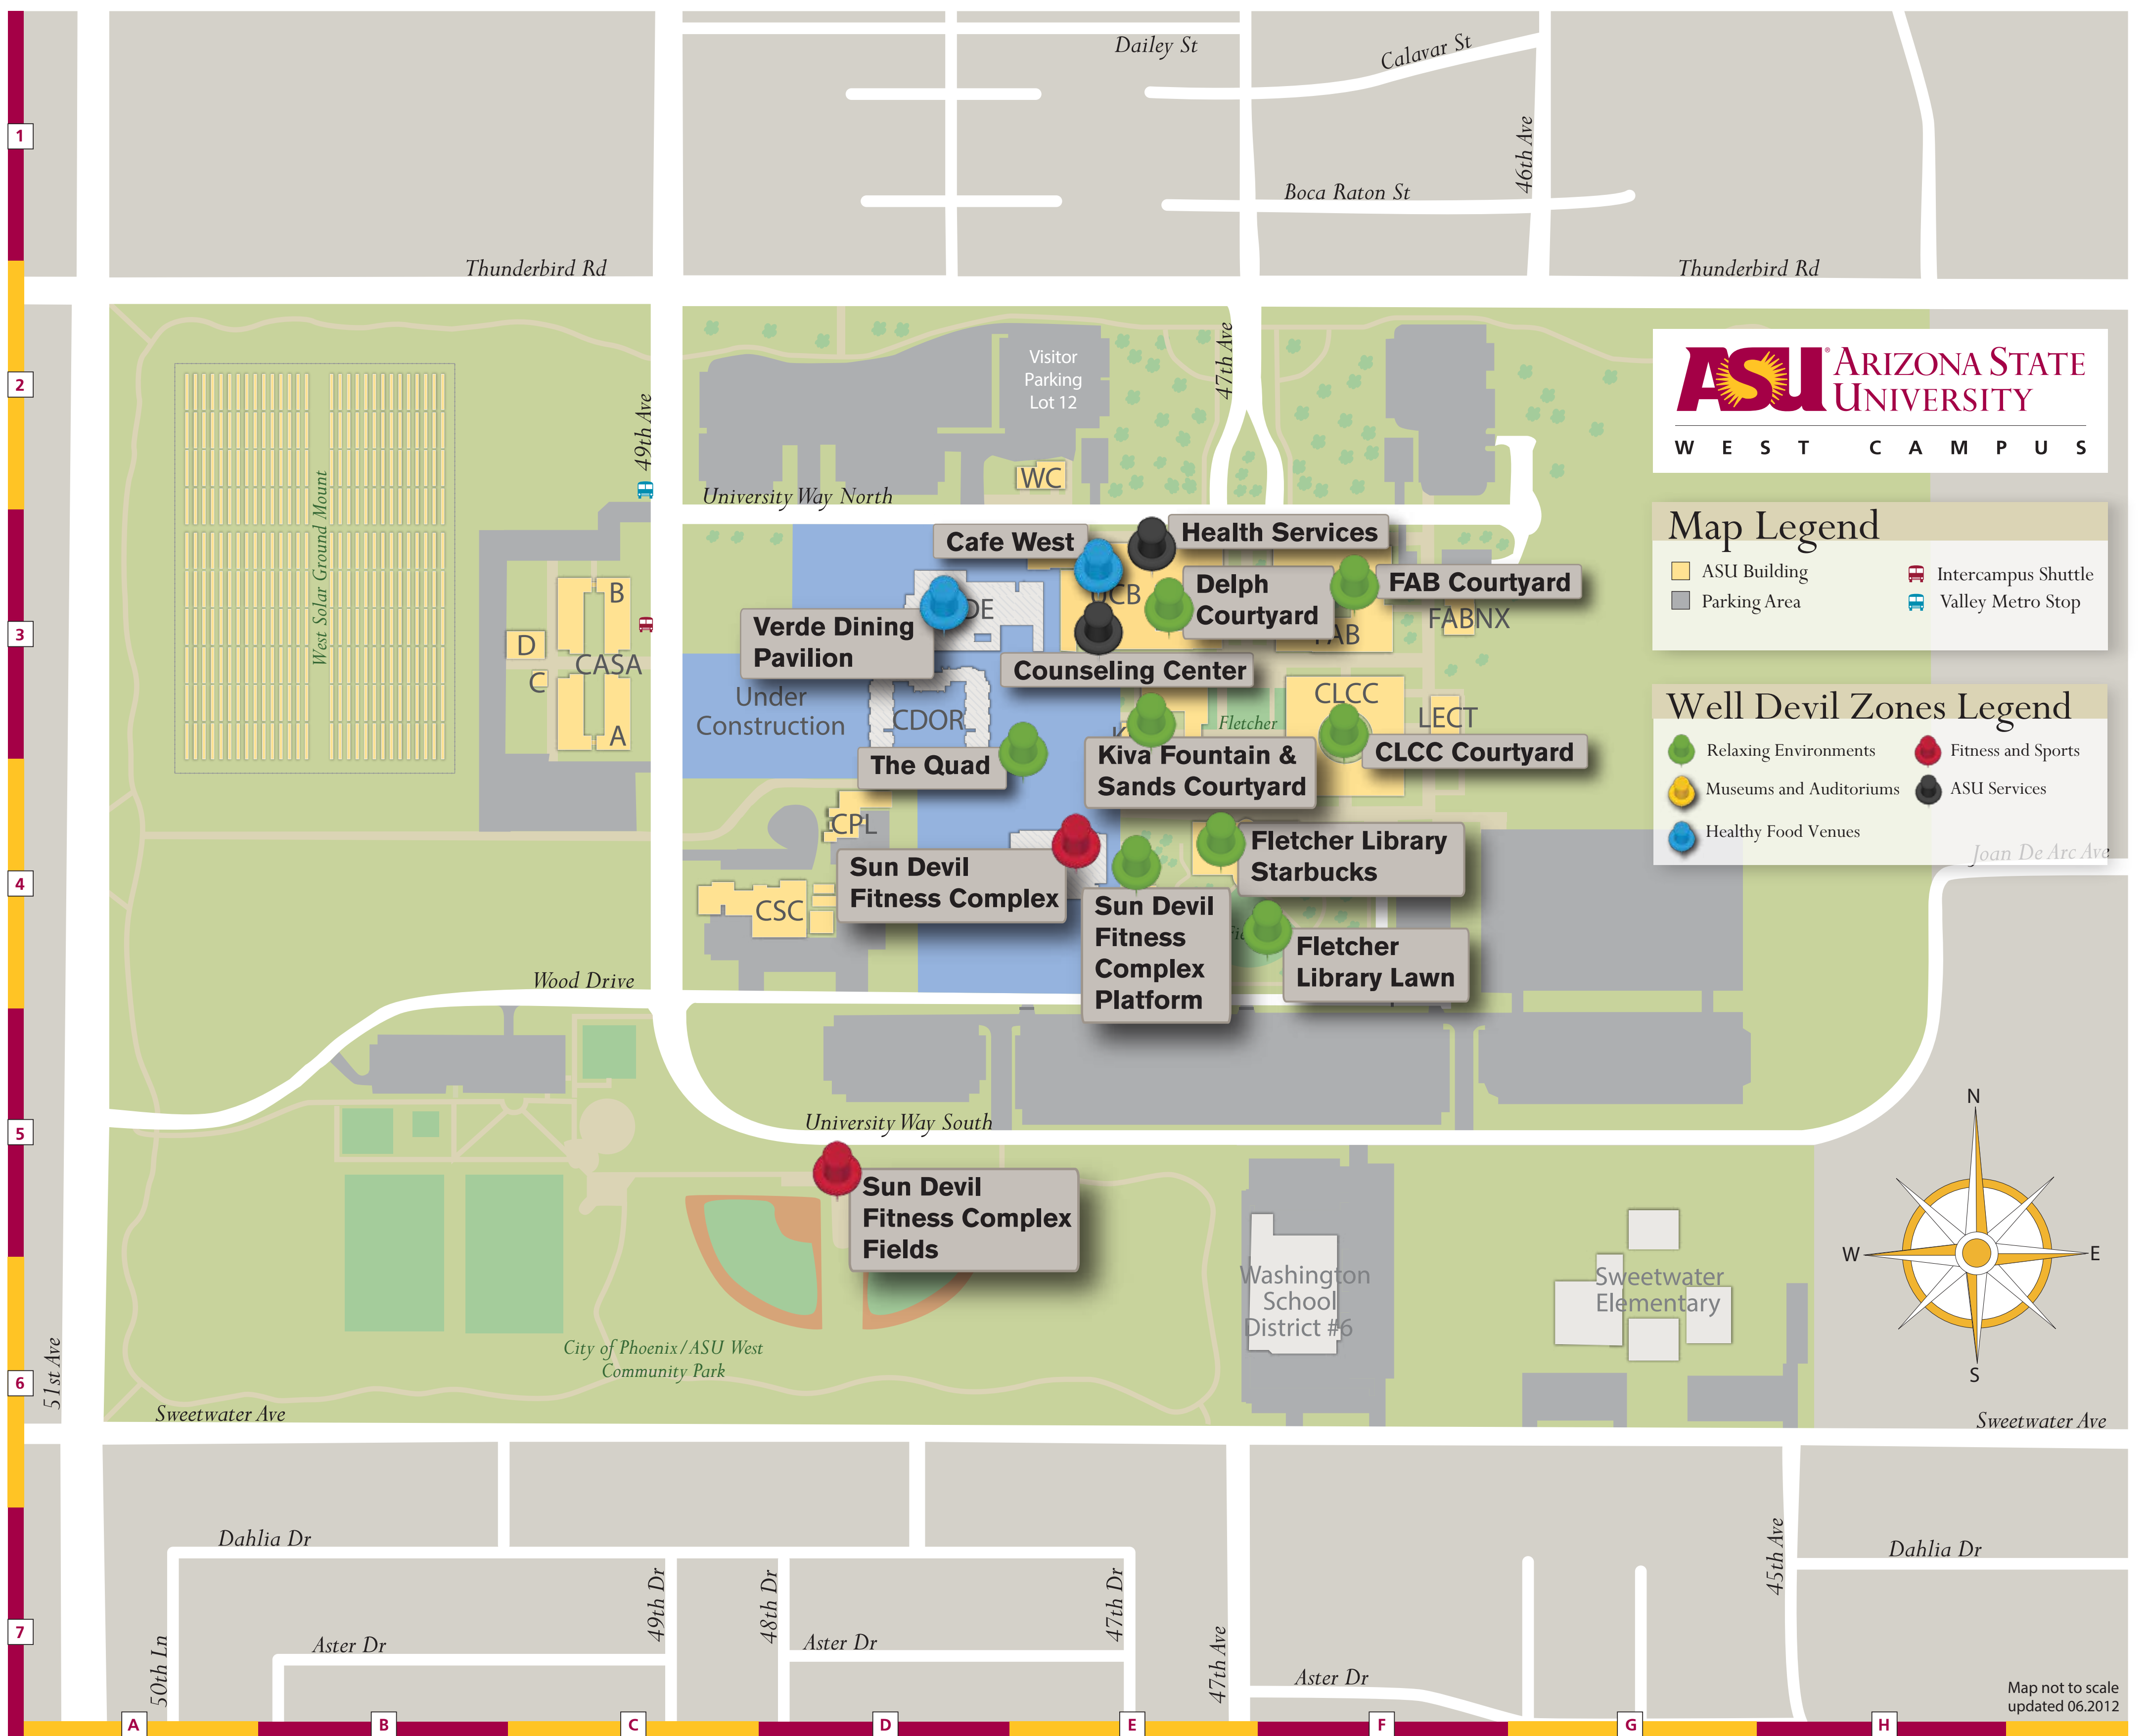 Dailey St
Calavar St
1
46th Ave
Boca Raton St
Thunderbird Rd
Thunderbird Rd
47th Ave
Visitor
Parking
Lot 12
ASU® ARIZONA STATE
UNIVERSITY
WEST CAMPUS
2
49th Ave
West Solar Ground Mount
WC
University Way North
Map Legend
ASU Building
Parking Area
Intercampus Shuttle
Valley Metro Stop
Cafe West
Health Services
Delph
Courtyard
FAB Courtyard
FABNX
FAB
UCB
DE
3
Verde Dining
Pavilion
Counseling Center
B
D
CASA
C
A
Under
Construction
CDOR
Fletcher
CLCC
LECT
Well Devil Zones Legend
Relaxing Environments
Museums and Auditoriums
Healthy Food Venues
Fitness and Sports
ASU Services
The Quad
K
Kiva Fountain &
Sands Courtyard
CLCC Courtyard
CPL
Joan De Arc Ave
4
Sun Devil
Fitness Complex
Fletcher Library
Starbucks
CSC
Sun Devil
Fitness
Complex
Platform
Fletcher
Library Lawn
Wood Drive
5
University Way South
Sun Devil
Fitness Complex
Fields
N
W
E
S
Washington
School
District #6
Sweetwater
Elementary
City of Phoenix/ASU West
Community Park
6
51st Ave
Sweetwater Ave
Sweetwater Ave
Dahlia Dr
Dahlia Dr
45th Ave
49th Dr
48th Dr
47th Dr
47th Ave
50th Ln
7
Aster Dr
Aster Dr
Aster Dr
Map not to scale
updated 06.2012
A
B
C
D
E
F
G
H